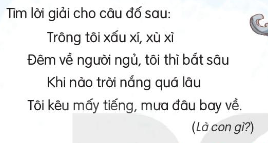 Tìm lời giải cho câu đố sau:
Trông tôi xấu xí, xù xì
Đêm về người ngủ, tôi thì bắt sâu
Khi nào trời nắng quá lâu
Tôi kêu mấy tiếng, mưa đâu bay về.
(Là con gì?)